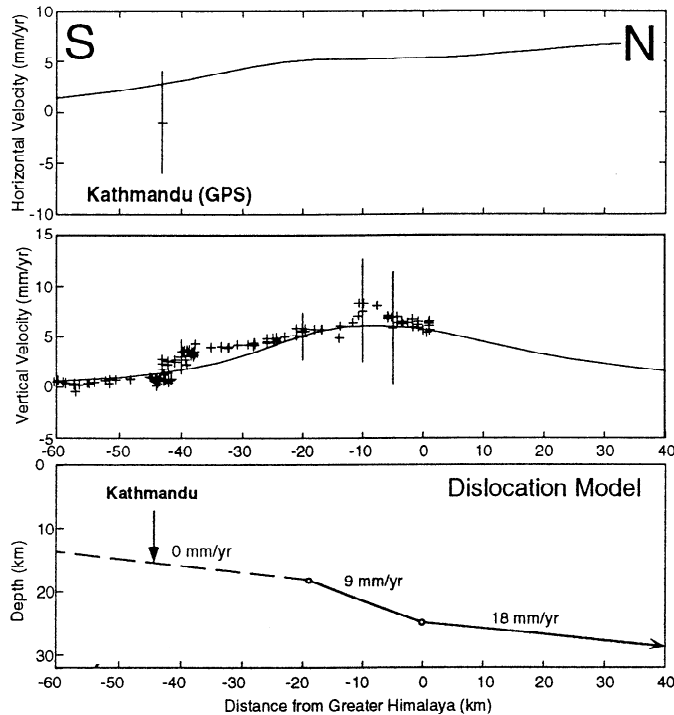 S
N
Horizontal Velocity (mm/yr)
10
5
0
5
-10
Kathmandu (GPS)
Vertical Velocity (mm/yr)
15
10
5
0
-5
-60 -50 -40 -30 -20 -10 0 10 20 30 40
Depth (km)
0
10
20
30
Kathmandu
Dislocation Model
0 mm/yr
9 mm/yr
18 mm/yr
-60 -50 -40 -30 -20 -10 0 10 20 30 40
Distance from Greater Himalaya (km)